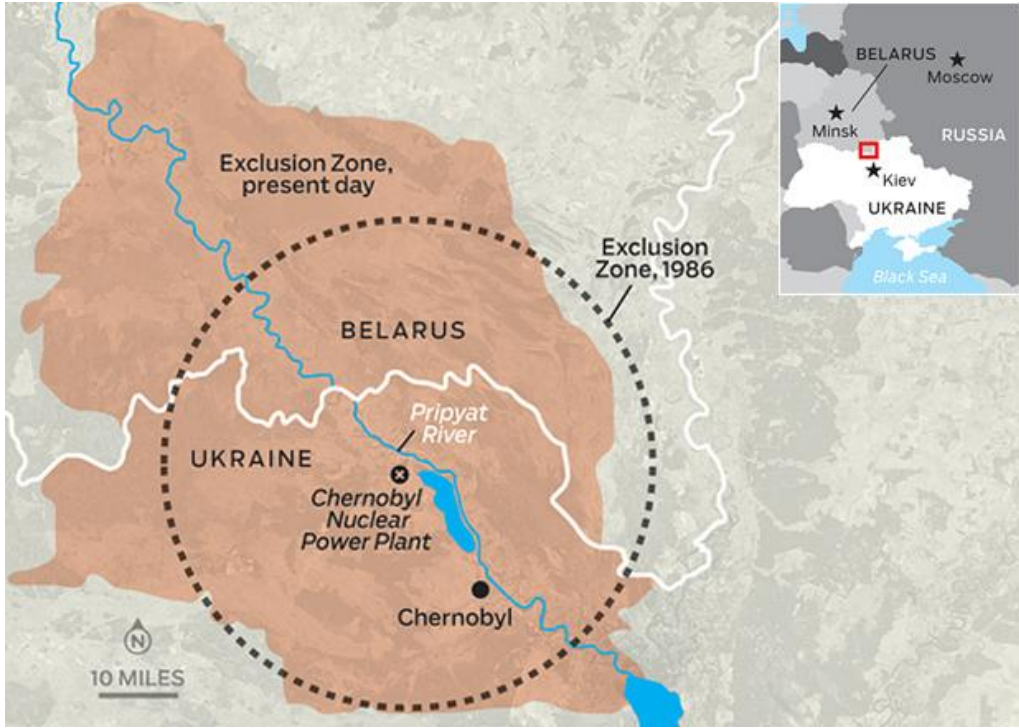 Exclusion Zone,
present day
Exclusion
Zone, 1986
BELARUS
UKRAINE
Pripyat
River
Chernobyl
Nuclear
Power Plant
Chernobyl
N
10 MILES
BELARUS
Moscow
Minsk
RUSSIA
Kiev
UKRAINE
Black Sea